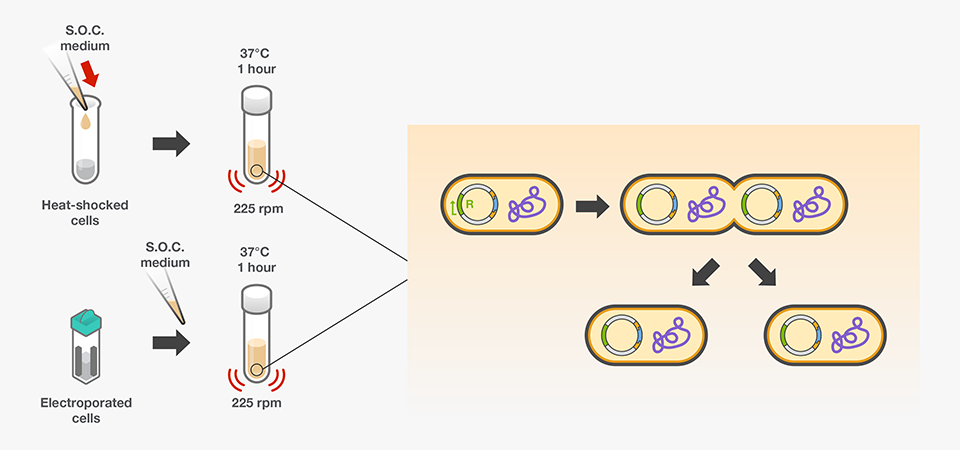 S.O.C.
medium
37°C
1 hour
Heat-shocked
cells
225 rpm
S.O.C.
medium
37°C
1 hour
Electroporated
cells
225 rpm
R